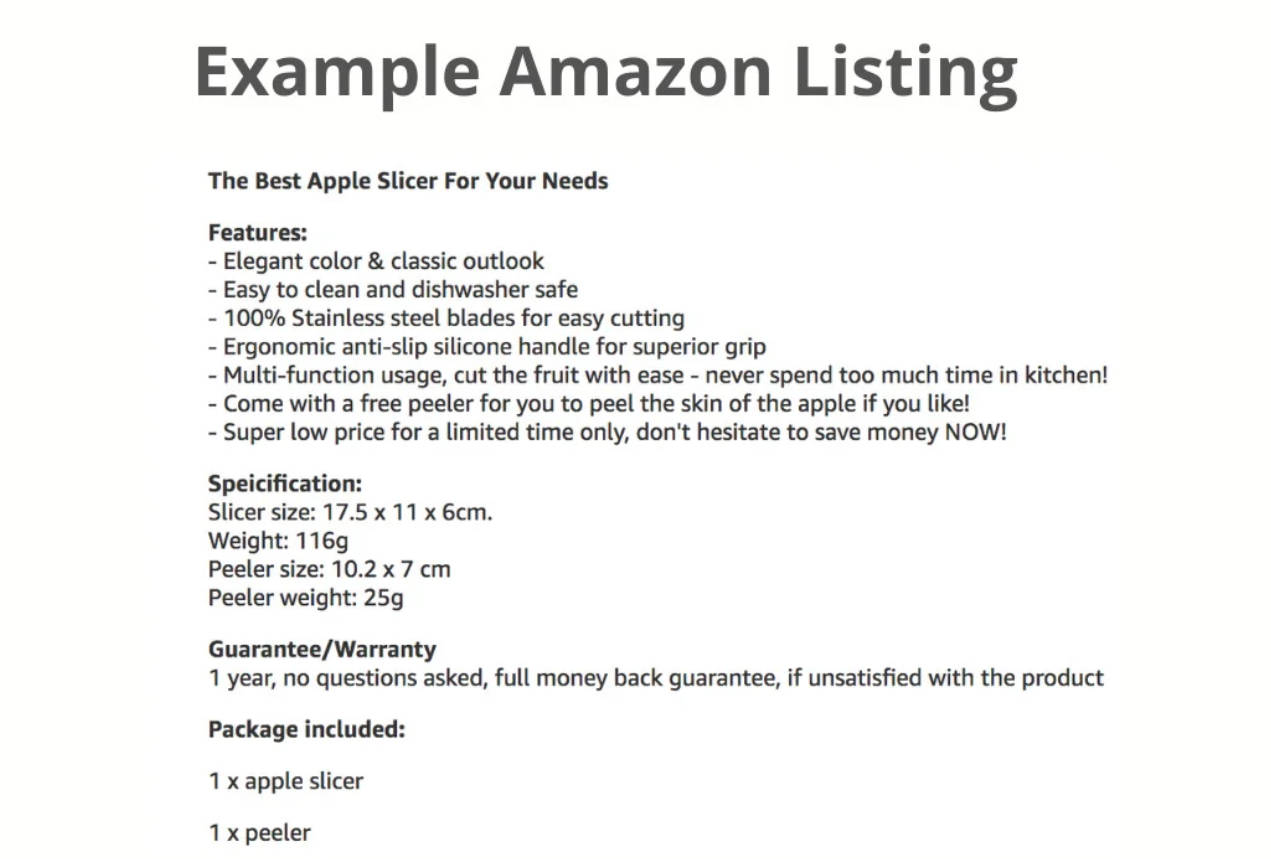 Example Amazon Listing
The Best Apple Slicer For Your Needs
Features:
- Elegant color & classic outlook
- Easy to clean and dishwasher safe
- 100% Stainless steel blades for easy cutting
- Ergonomic anti-slip silicone handle for superior grip
- Multi-function usage, cut the fruit with ease - never spend too much time in kitchen!
- Come with a free peeler for you to peel the skin of the apple if you like!
- Super low price for a limited time only, don't hesitate to save money NOW!
Speicification:
Slicer size: 17.5 x 11 x 6cm.
Weight: 116g
Peeler size: 10.2 x 7 cm
Peeler weight: 25g
Guarantee/Warranty
1 year, no questions asked, full money back guarantee, if unsatisfied with the product
Package included:
1 x apple slicer
1 x peeler